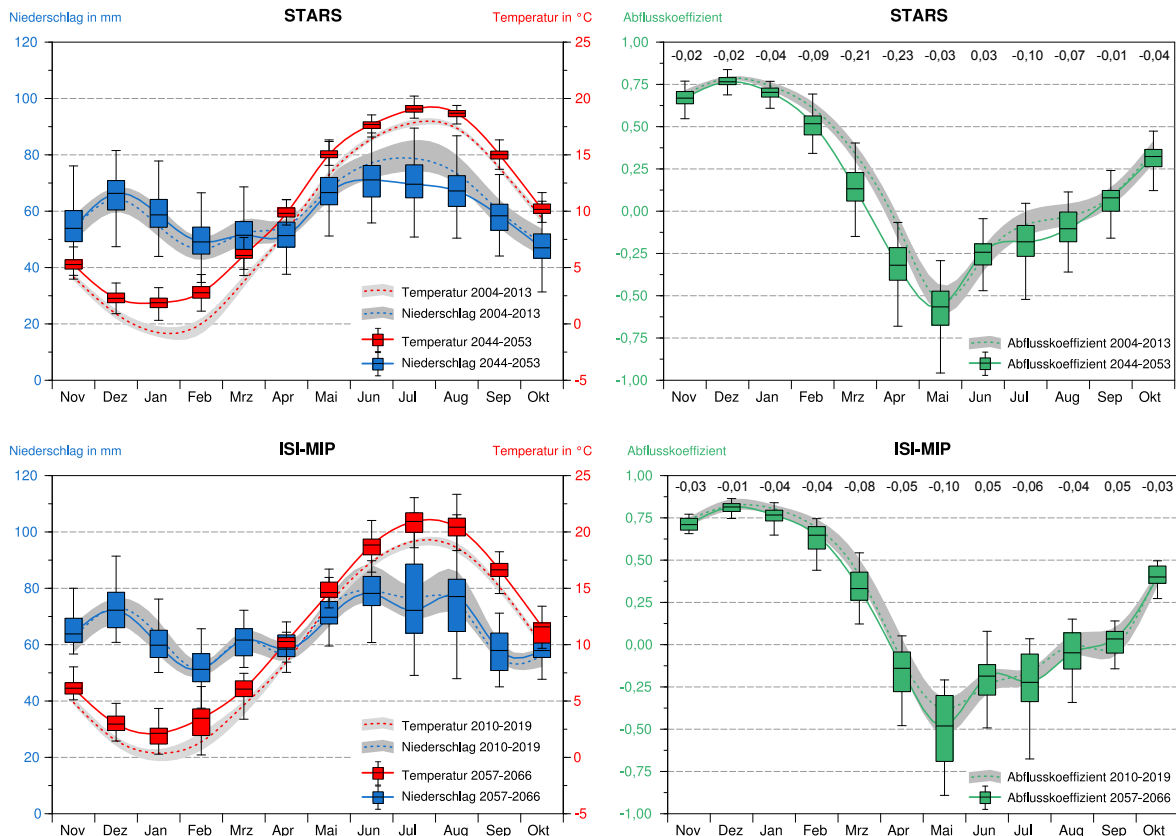 Niederschlag in mm STARS Temperatur in °C
120 25
100 20
80 15
60 10
40 5
20 0
0 -5
Temperatur 2004-2013
Niederschlag 2004-2013
Temperatur 2044-2053
Niederschlag 2044-2053
Nov Dez Jan Feb Mrz Apr Mai Jun Jul Aug Sep Okt
Abflusskoeffizient STARS
1,00
-0,02 -0,02 -0,04 -0,09 -0,21 -0,23 -0,03 0,03 -0,10 -0,07 -0,01 -0,04
0,75
0,50
0,25
0,00
-0,25
-0,50
-0,75
-1,00
Abflusskoeffizient 2004-2013
Abflusskoeffizient 2044-2053
Nov Dez Jan Feb Mrz Apr Mai Jun Jul Aug Sep Okt
Niederschlag in mm ISI-MIP Temperatur in °C
120 25
100 20
80 15
60 10
40 5
20 0
0 -5
Temperatur 2010-2019
Niederschlag 2010-2019
Temperatur 2057-2066
Niederschlag 2057-2066
Nov Dez Jan Feb Mrz Apr Mai Jun Jul Aug Sep Okt
Abflusskoeffizient ISI-MIP
1,00
-0,03 -0,01 -0,04 -0,04 -0,08 -0,05 -0,10 0,05 -0,06 -0,04 0,05 -0,03
0,75
0,50
0,25
0,00
-0,25
-0,50
-0,75
-1,00
Abflusskoeffizient 2010-2019
Abflusskoeffizient 2057-2066
Nov Dez Jan Feb Mrz Apr Mai Jun Jul Aug Sep Okt